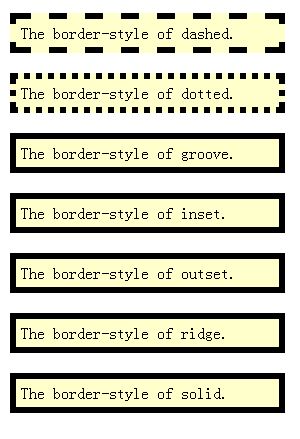 The border-style of dashed.
The border-style of dotted.
The border-style of groove.
The border-style of inset.
The border-style of outset.
The border-style of ridge.
The border-style of solid.